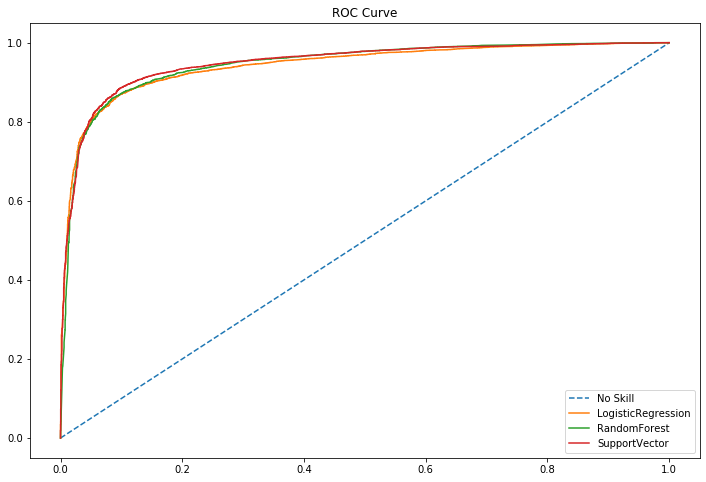 ROC Curve
1.0
0.8
0.6
0.4
0.2
0.0
0.0 0.2 0.4 0.6 0.8 1.0
No Skill
LogisticRegression
RandomForest
SupportVector